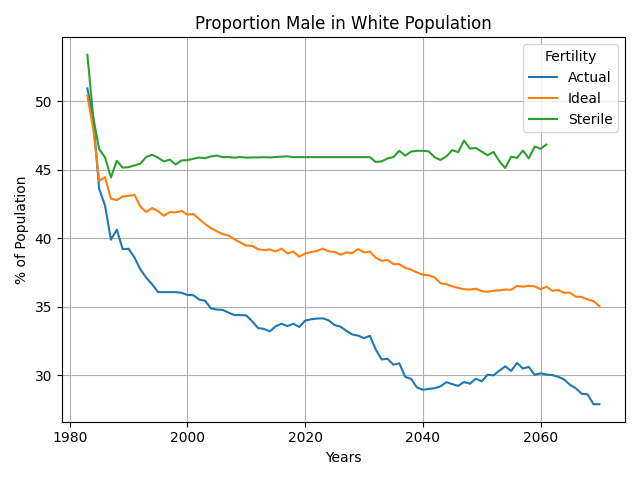 Proportion Male in White Population
Fertility
Actual
Ideal
Sterile
% of Population
50
45
40
35
30
1980
2000
2020
2040
2060
Years